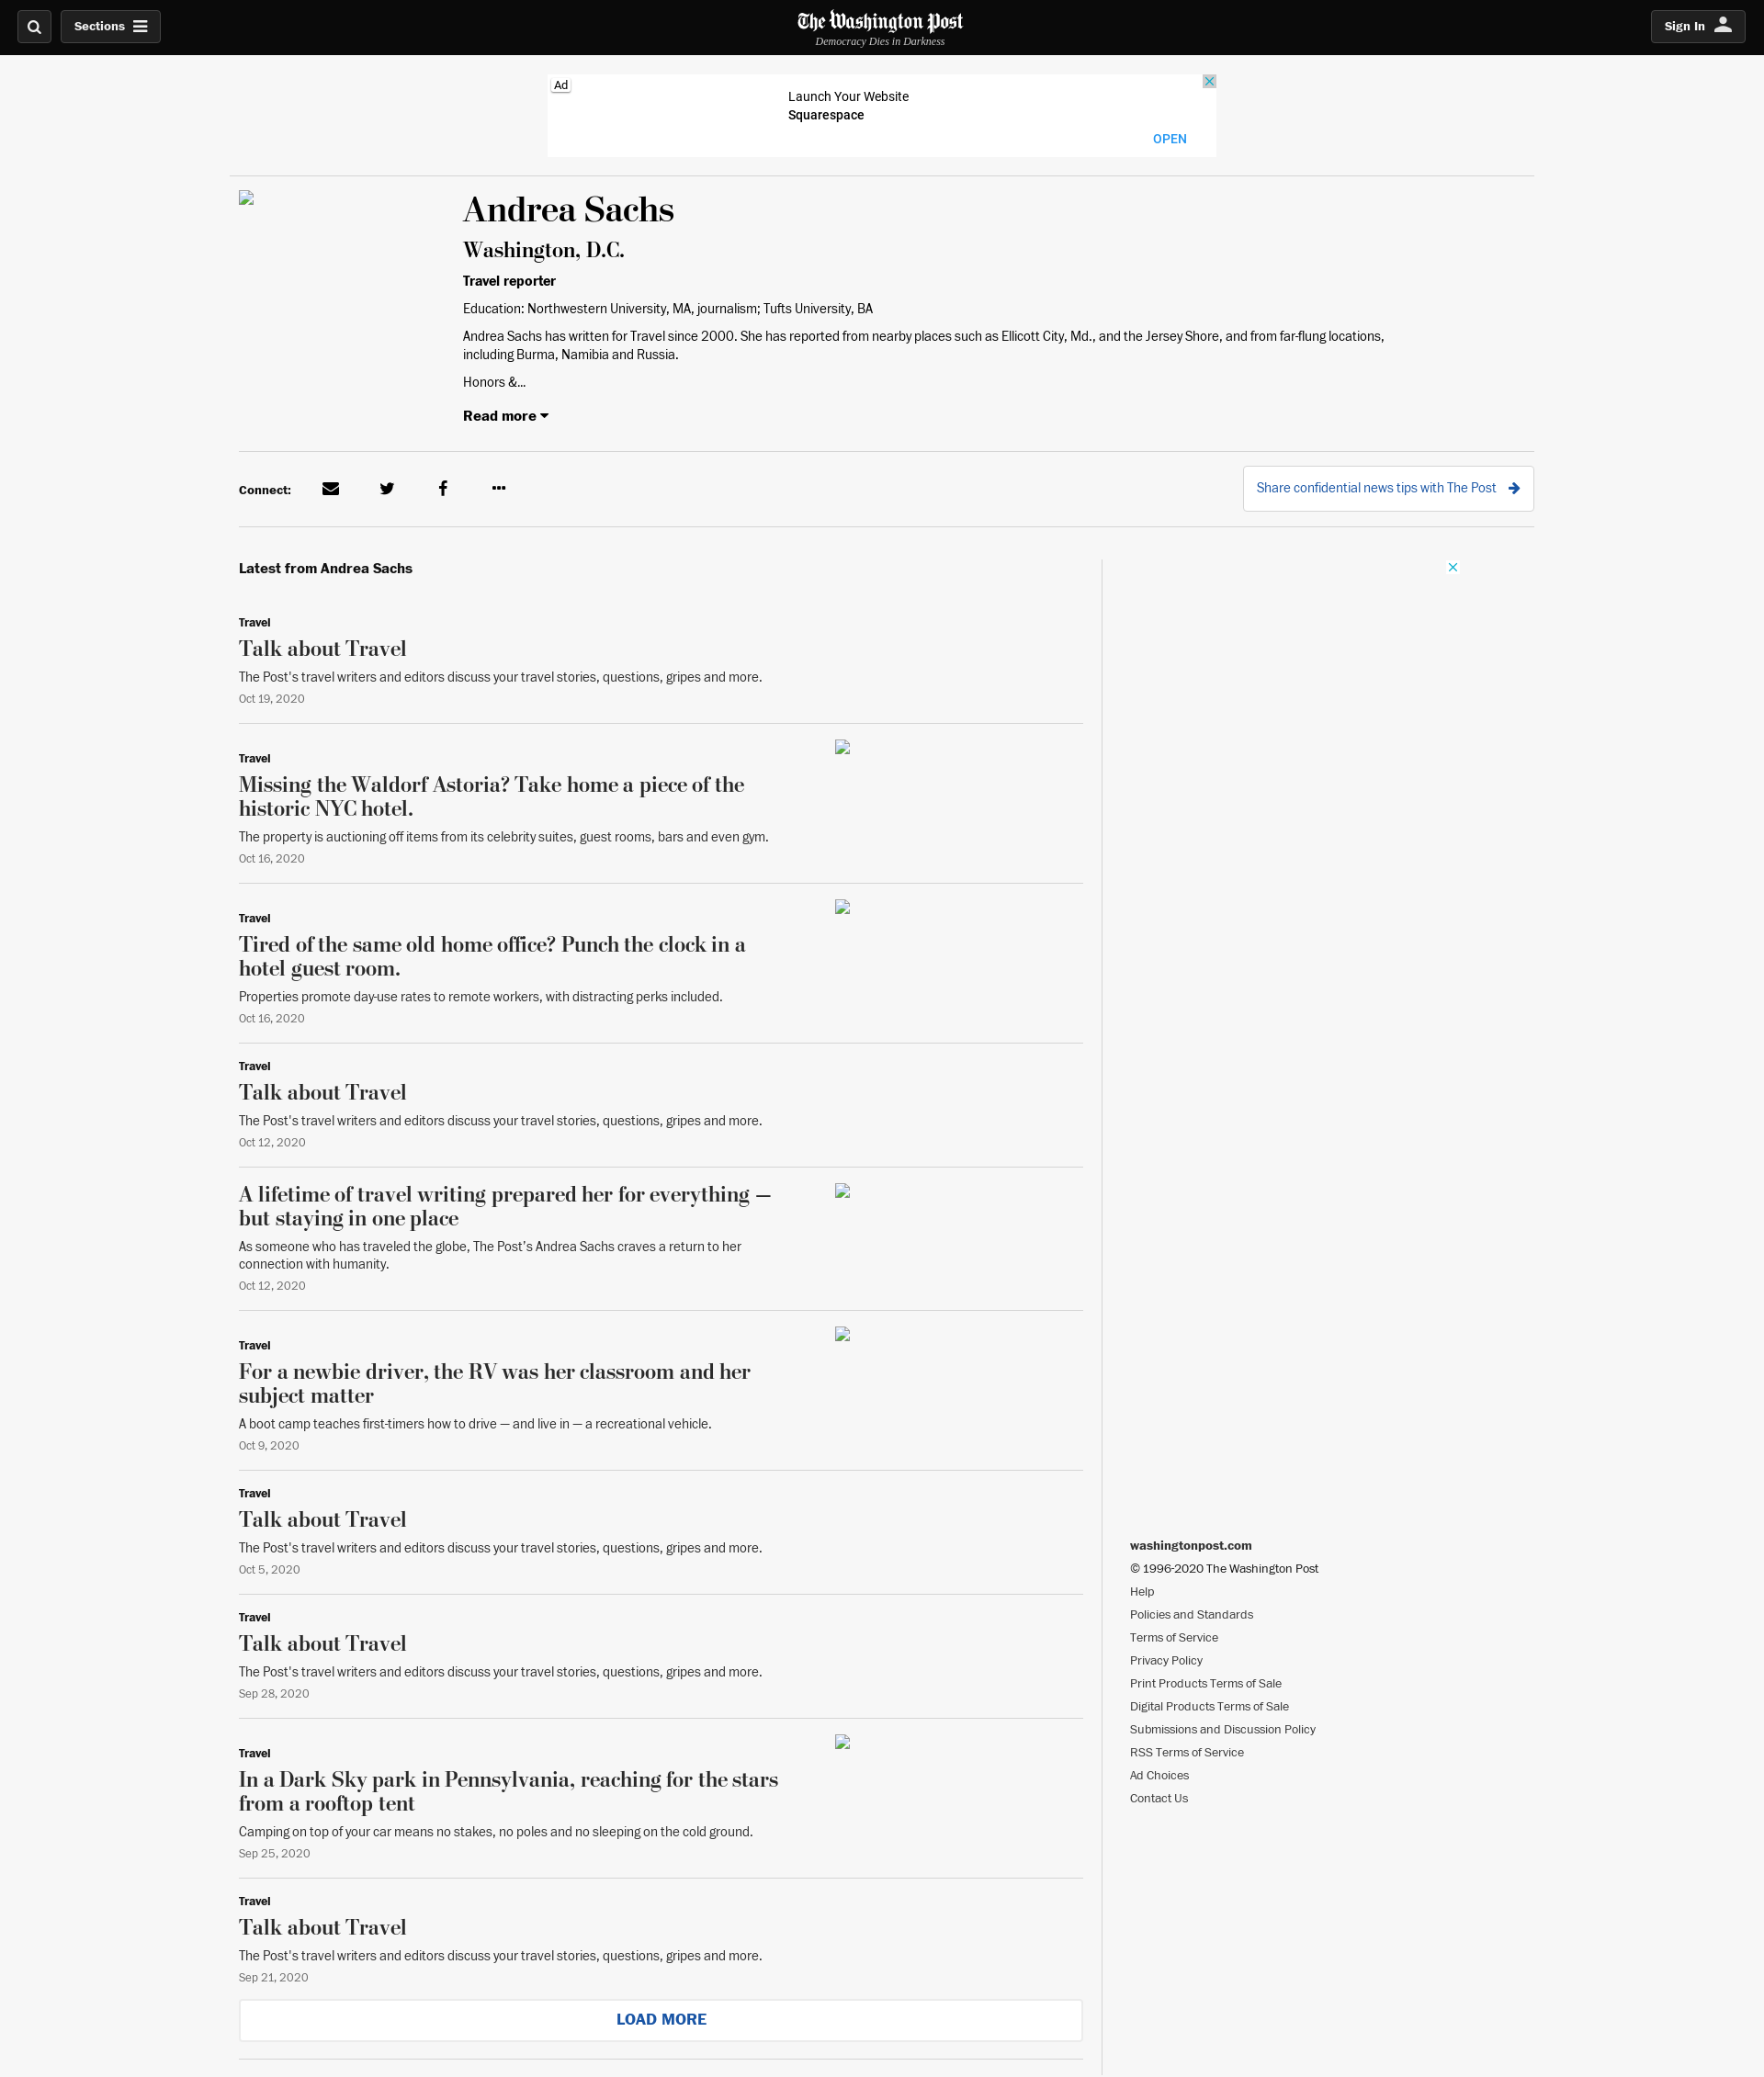 Sections
The Washington Post
Democracy Dies in Darkness
Sign In
Ad
Launch Your Website
Squarespace
OPEN
Andrea Sachs
Washington, D.C.
Travel reporter
Education: Northwestern University, MA, journalism; Tufts University, BA
Andrea Sachs has written for Travel since 2000. She has reported from nearby places such as Ellicott City, Md., and the Jersey Shore, and from far-flung locations,
including Burma, Namibia and Russia.
Honors &...
Read more
Connect:
Share confidential news tips with The Post
Latest from Andrea Sachs
Travel
Talk about Travel
The Post's travel writers and editors discuss your travel stories, questions, gripes and more.
Oct 19, 2020
Travel
Missing the Waldorf Astoria? Take home a piece of the
historic NYC hotel.
The property is auctioning off items from its celebrity suites, guest rooms, bars and even gym.
Oct 16, 2020
Travel
Tired of the same old home office? Punch the clock in a
hotel guest room.
Properties promote day-use rates to remote workers, with distracting perks included.
Oct 16, 2020
Travel
Talk about Travel
The Post's travel writers and editors discuss your travel stories, questions, gripes and more.
Oct 12, 2020
A lifetime of travel writing prepared her for everything —
but staying in one place
As someone who has traveled the globe, The Post’s Andrea Sachs craves a return to her
connection with humanity.
Oct 12, 2020
Travel
For a newbie driver, the RV was her classroom and her
subject matter
A boot camp teaches first-timers how to drive — and live in — a recreational vehicle.
Oct 9, 2020
Travel
Talk about Travel
The Post's travel writers and editors discuss your travel stories, questions, gripes and more.
Oct 5, 2020
Travel
Talk about Travel
The Post's travel writers and editors discuss your travel stories, questions, gripes and more.
Sep 28, 2020
Travel
In a Dark Sky park in Pennsylvania, reaching for the stars
from a rooftop tent
Camping on top of your car means no stakes, no poles and no sleeping on the cold ground.
Sep 25, 2020
Travel
Talk about Travel
The Post's travel writers and editors discuss your travel stories, questions, gripes and more.
Sep 21, 2020
LOAD MORE
washingtonpost.com
© 1996-2020 The Washington Post
Help
Policies and Standards
Terms of Service
Privacy Policy
Print Products Terms of Sale
Digital Products Terms of Sale
Submissions and Discussion Policy
RSS Terms of Service
Ad Choices
Contact Us